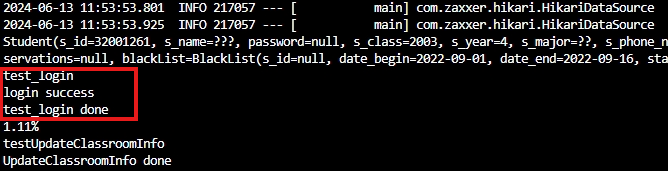 2024-06-13 11:53:53.801  INFO 217057 --- [           main] com.zaxxer.hikari.HikariDataSource
2024-06-13 11:53:53.925  INFO 217057 --- [           main] com.zaxxer.hikari.HikariDataSource
Student(s_id=32001261, s_name=???, password=null, s_class=2003, s_year=4, s_major=??, s_phone_n
servations=null, blackList=BlackList(s_id=null, date_begin=2022-09-01, date_end=2022-09-16, sta
test_login
login success
test_login done
1.11%
testUpdateClassroomInfo
UpdateClassroomInfo done